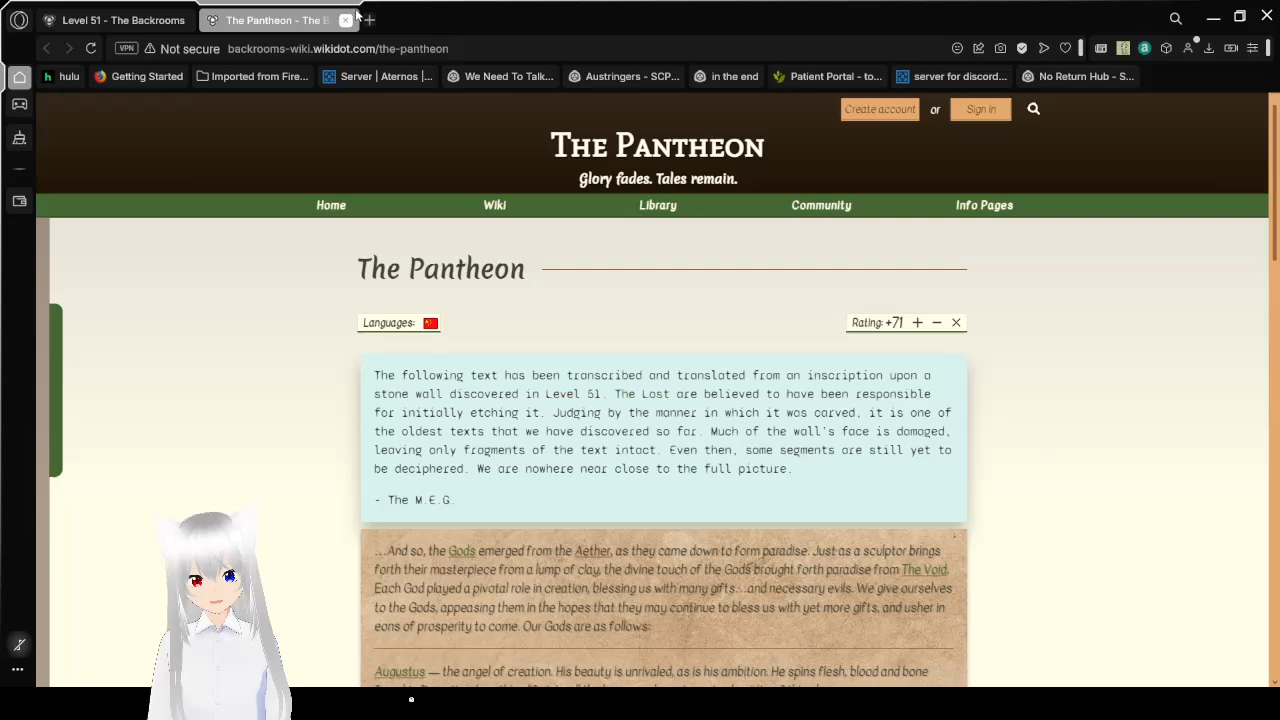 Level 51 - The Backrooms
The Pantheon - The B
VPN
Not secure
backrooms-wiki.wikidot.com/the-pantheon
hulu
Getting Started
Imported from Fire...
Server | Aternos |...
We Need To Talk...
Austringers - SCP...
in the end
Patient Portal - to...
server for discord...
No Return Hub - S...
Create account
or
Sign in
The Pantheon
Glory fades. Tales remain.
Home
Wiki
Library
Community
Info Pages
The Pantheon
Languages:
Rating: +71 + − ×
The following text has been transcribed and translated from an inscription upon a
stone wall discovered in Level 51. The Lost are believed to have been responsible
for initially etching it. Judging by the manner in which it was carved, it is one of
the oldest texts that we have discovered so far. Much of the wall's face is damaged,
leaving only fragments of the text intact. Even then, some segments are still yet to
be deciphered. We are nowhere near close to the full picture.
- The M.E.G.
...And so, the Gods emerged from the Aether, as they came down to form paradise. Just as a sculptor brings
forth their masterpiece from a lump of clay, the divine touch of the Gods brought forth paradise from The Void.
Each God played a pivotal role in creation, blessing us with many gifts...and necessary evils. We give ourselves
to the Gods, appeasing them in the hopes that they may continue to bless us with yet more gifts, and usher in
eons of prosperity to come. Our Gods are as follows:
Augustus — the angel of creation. His beauty is unrivaled, as is his ambition. He spins flesh, blood and bone